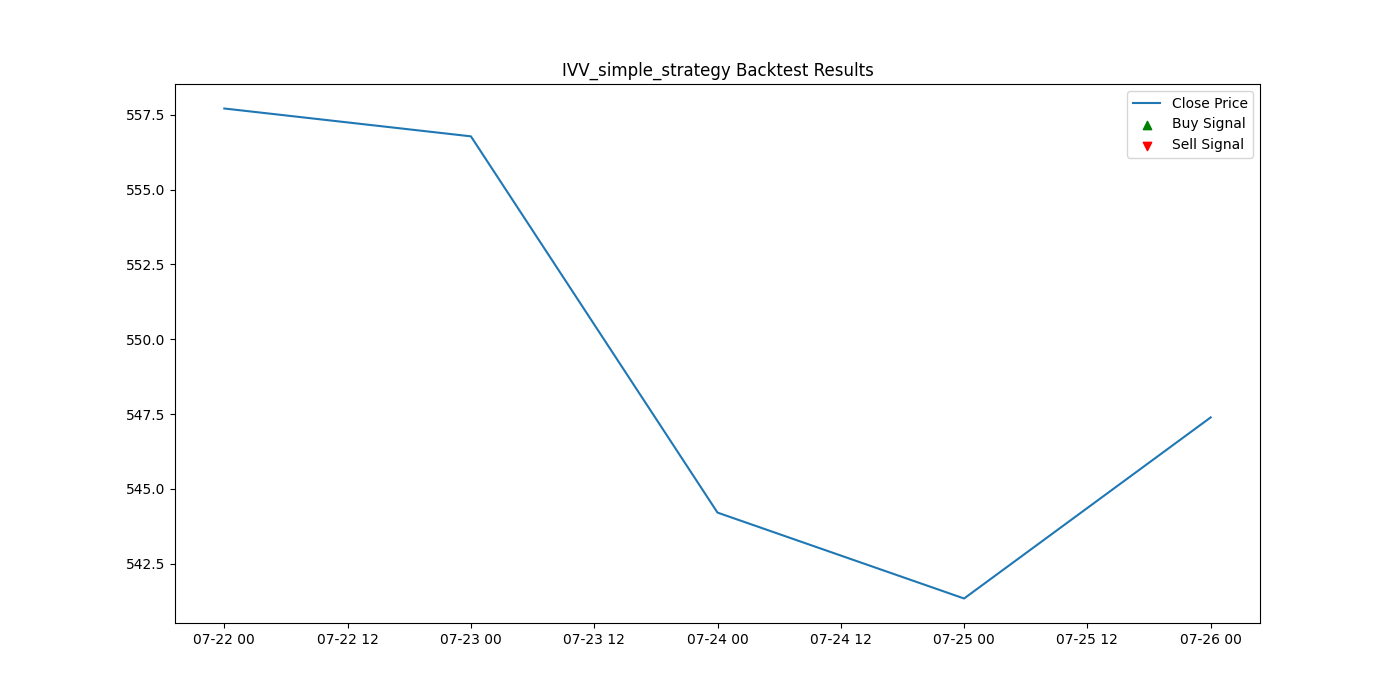 IVV_simple_strategy Backtest Results
Close Price
Buy Signal
Sell Signal
557.5
555.0
552.5
550.0
547.5
545.0
542.5
07-22 00 07-22 12 07-23 00 07-23 12 07-24 00 07-24 12 07-25 00 07-25 12 07-26 00